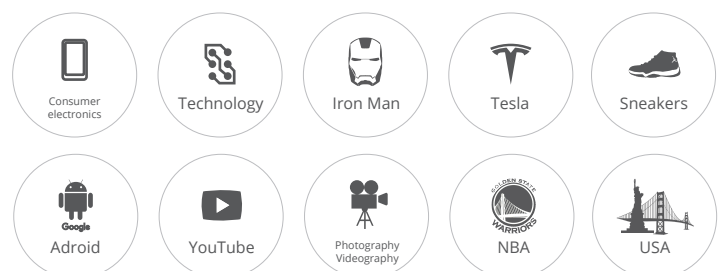 Consumer
electronics
Technology
Iron Man
Tesla
Sneakers
Google
Adroid
YouTube
Photography
Videography
GOLDEN STATE
WARRIORS
NBA
USA